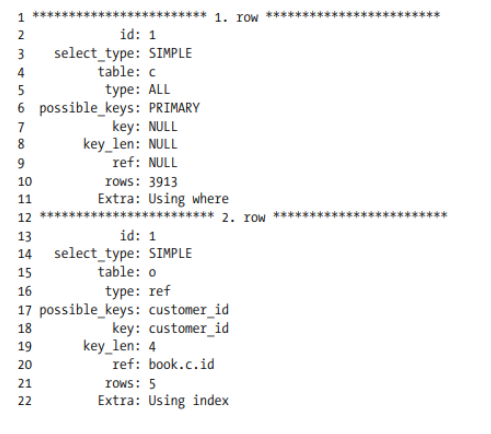 1 ************************ 1. row ************************
2 id: 1
3 select_type: SIMPLE
4 table: c
5 type: ALL
6 possible_keys: PRIMARY
7 key: NULL
8 key_len: NULL
9 ref: NULL
10 rows: 3913
11 Extra: Using where
12 ************************ 2. row ************************
13 id: 1
14 select_type: SIMPLE
15 table: o
16 type: ref
17 possible_keys: customer_id
18 key: customer_id
19 key_len: 4
20 ref: book.c.id
21 rows: 5
22 Extra: Using index